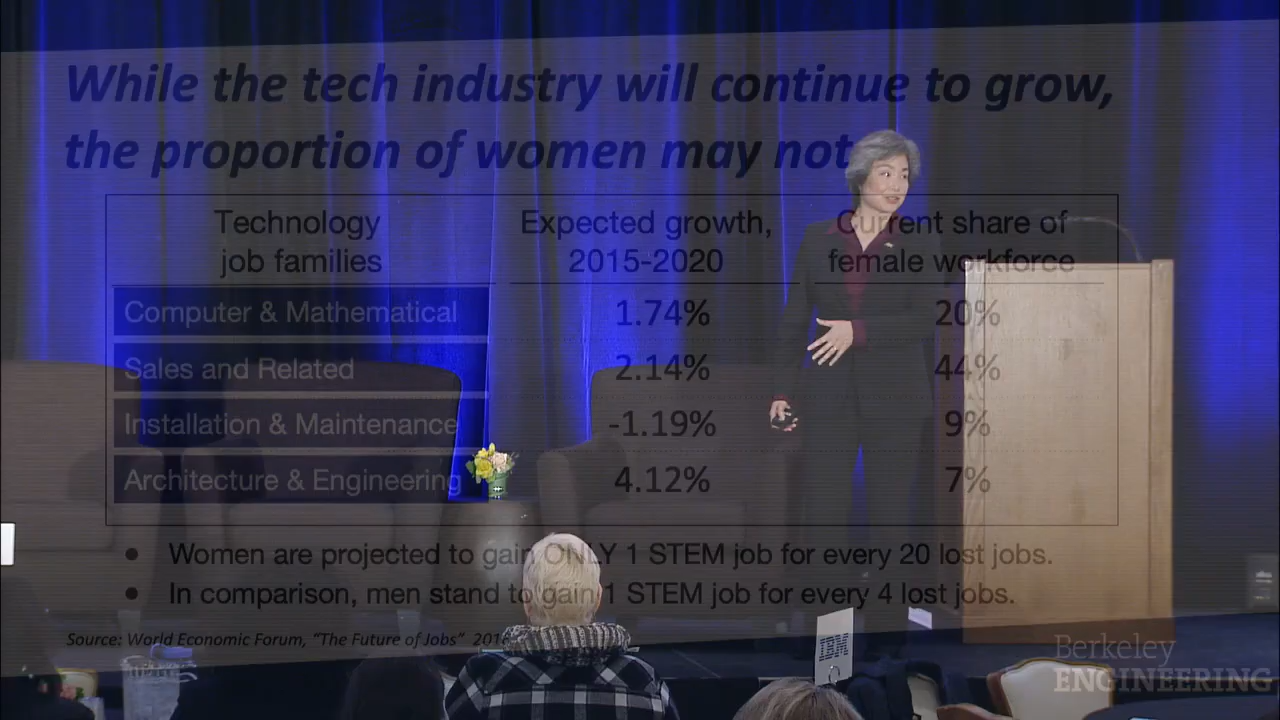 While the tech industry will continue to grow,
the proportion of women may not
Technology job families
Expected growth, 2015-2020
Current share of female workforce
Computer & Mathematical 1.74% 20%
Sales and Related 2.14% 44%
Installation & Maintenance -1.19% 9%
Architecture & Engineering 4.12% 7%
• Women are projected to gain ONLY 1 STEM job for every 20 lost jobs.
• In comparison, men stand to gain 1 STEM job for every 4 lost jobs.
Source: World Economic Forum, "The Future of Jobs" 2016
IBM
Berkeley
ENGINEERING